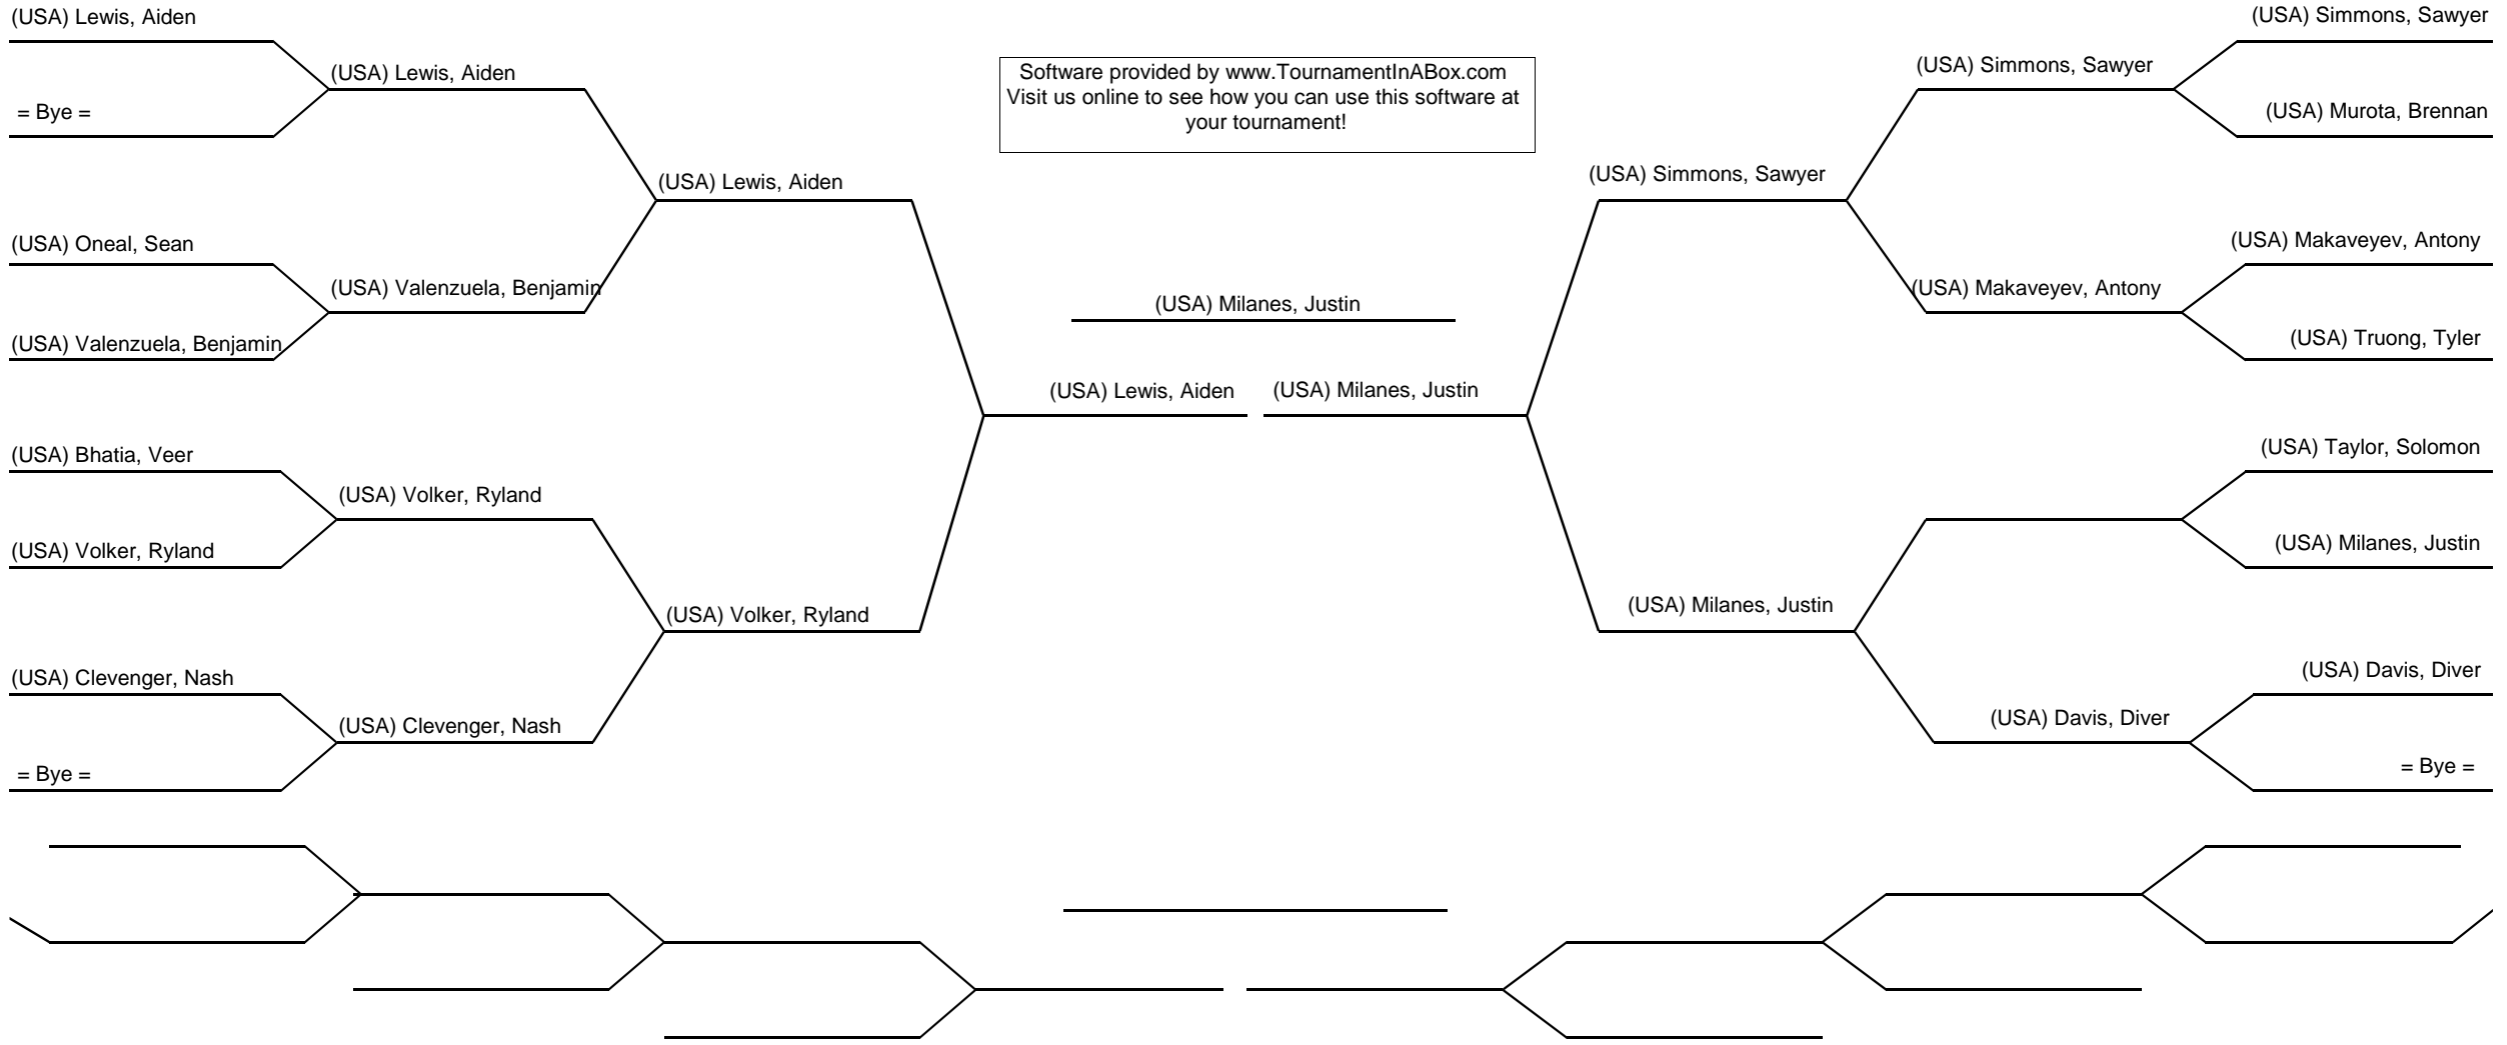 (USA) Lewis, Aiden
= Bye =
(USA) Oneal, Sean
(USA) Valenzuela, Benjamin
(USA) Bhatia, Veer
(USA) Volker, Ryland
(USA) Clevenger, Nash
= Bye =
(USA) Lewis, Aiden
(USA) Valenzuela, Benjamin
(USA) Volker, Ryland
(USA) Clevenger, Nash
(USA) Lewis, Aiden
(USA) Volker, Ryland
Software provided by www.TournamentInABox.com
Visit us online to see how you can use this software at
your tournament!
(USA) Milanes, Justin
(USA) Lewis, Aiden
(USA) Milanes, Justin
(USA) Simmons, Sawyer
(USA) Milanes, Justin
(USA) Simmons, Sawyer
(USA) Makaveyev, Antony
(USA) Davis, Diver
(USA) Simmons, Sawyer
(USA) Murota, Brennan
(USA) Makaveyev, Antony
(USA) Truong, Tyler
(USA) Taylor, Solomon
(USA) Milanes, Justin
(USA) Davis, Diver
= Bye =